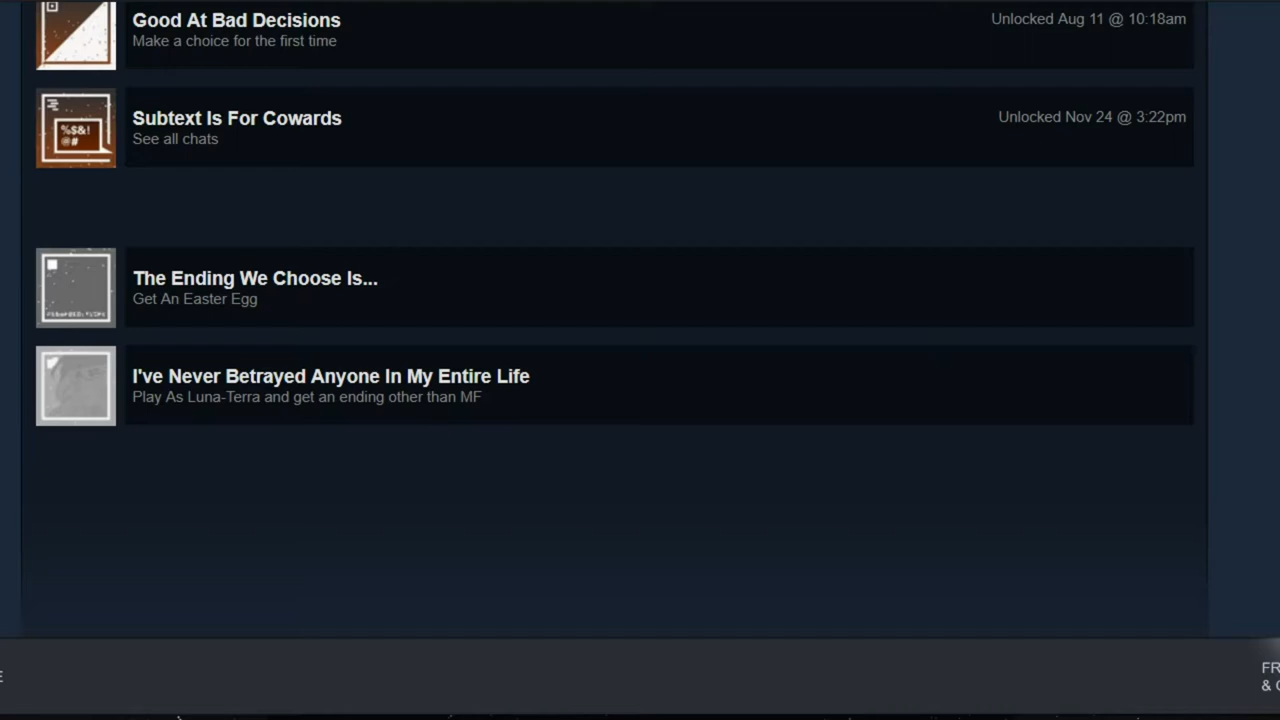 Good At Bad Decisions
Unlocked Aug 11 @ 10:18am
Make a choice for the first time
Subtext Is For Cowards
Unlocked Nov 24 @ 3:22pm
See all chats
%$&!
@#
The Ending We Choose Is...
Get An Easter Egg
I've Never Betrayed Anyone In My Entire Life
Play As Luna-Terra and get an ending other than MF
E
FR
&